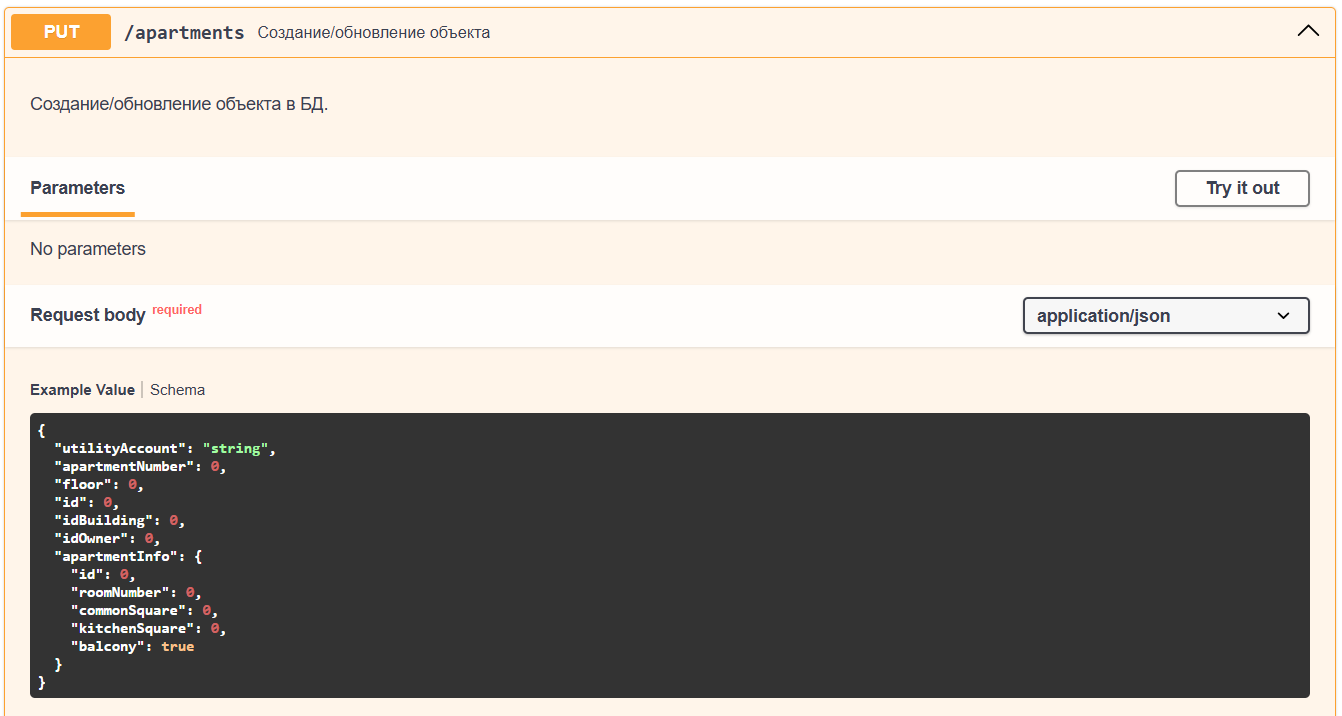 PUT /apartments Создание/обновление объекта
Создание/обновление объекта в БД.
Parameters Try it out
No parameters
Request body required application/json
Example Value Schema
{
  "utilityAccount": "string",
  "apartmentNumber": 0,
  "floor": 0,
  "id": 0,
  "idBuilding": 0,
  "idOwner": 0,
  "apartmentInfo": {
    "id": 0,
    "roomNumber": 0,
    "commonSquare": 0,
    "kitchenSquare": 0,
    "balcony": true
  }
}